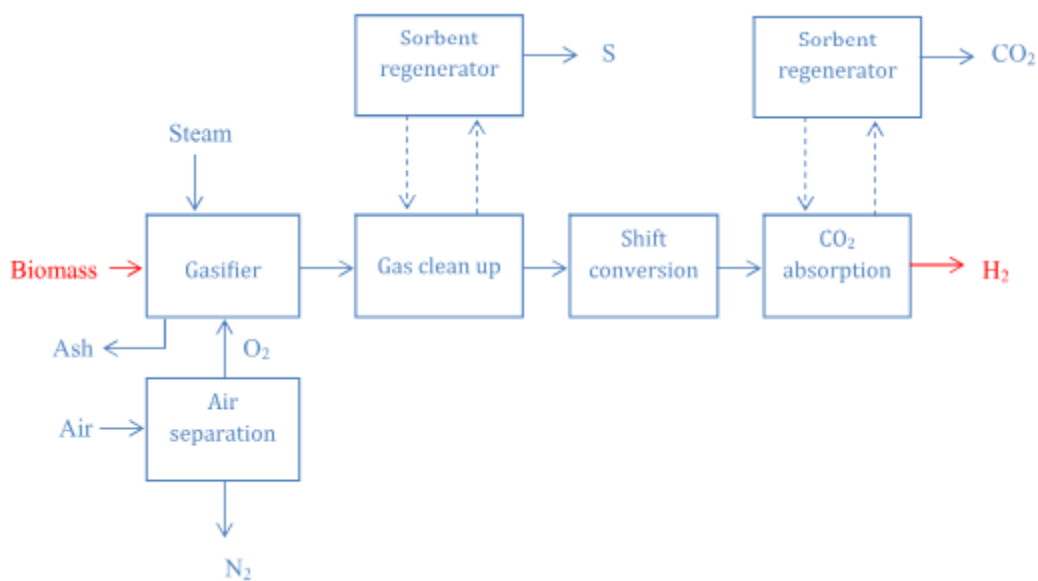 Sorbent
regenerator
S
Sorbent
regenerator
CO₂
Steam
Biomass
Gasifier
Gas clean up
Shift
conversion
CO₂
absorption
H₂
Ash
O₂
Air
Air
separation
N₂